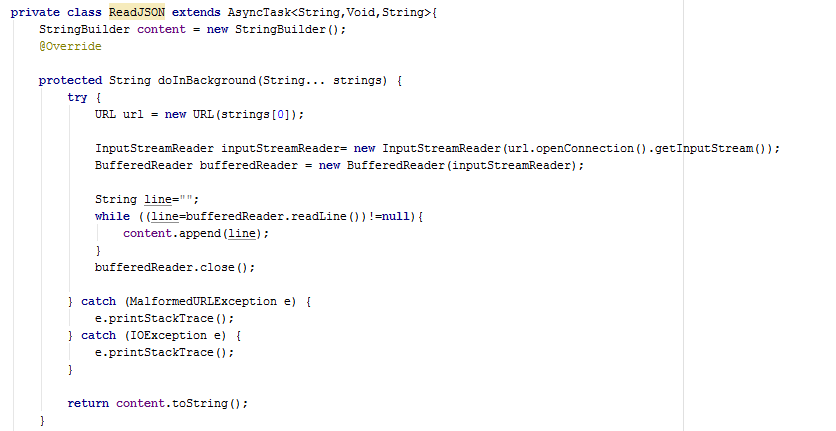 private class ReadJSON extends AsyncTask<String,Void,String>{
    StringBuilder content = new StringBuilder();
    @Override

    protected String doInBackground(String... strings) {
        try {
            URL url = new URL(strings[0]);

            InputStreamReader inputStreamReader= new InputStreamReader(url.openConnection().getInputStream());
            BufferedReader bufferedReader = new BufferedReader(inputStreamReader);

            String line="";
            while ((line=bufferedReader.readLine())!=null){
                content.append(line);
            }
            bufferedReader.close();

        } catch (MalformedURLException e) {
            e.printStackTrace();
        } catch (IOException e) {
            e.printStackTrace();
        }

        return content.toString();
    }